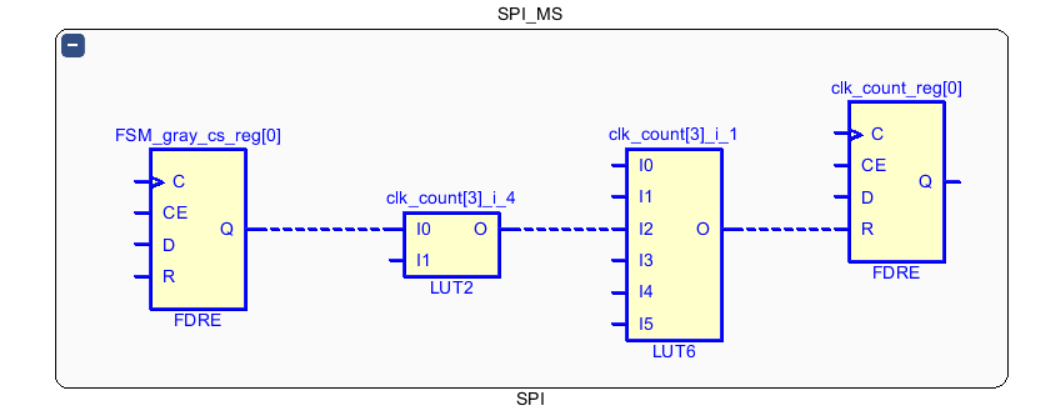 SPI_MS
FSM_gray_cs_reg[0]
C
CE
D
R
Q
FDRE
clk_count[3]_i_4
I0
I1
O
LUT2
clk_count[3]_i_1
I0
I1
I2
I3
I4
I5
O
LUT6
clk_count_reg[0]
C
CE
D
R
Q
FDRE
SPI